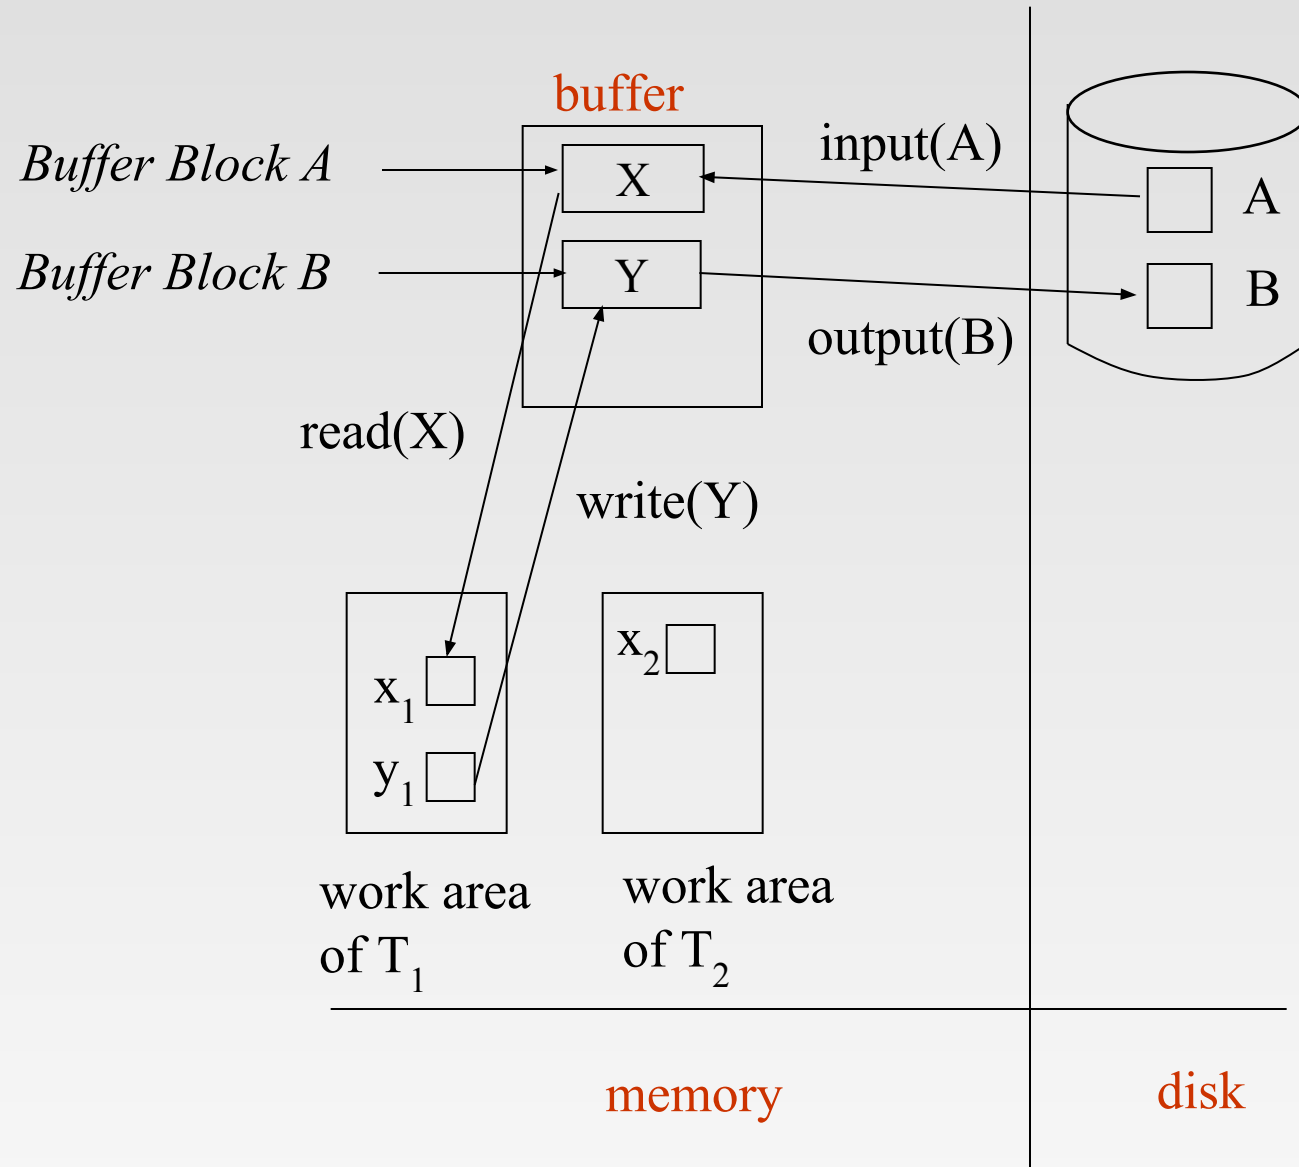 buffer
Buffer Block A
X
input(A)
A
Buffer Block B
Y
B
output(B)
read(X)
write(Y)
x₁
y₁
x₂
work area
of T₁
work area
of T₂
memory
disk